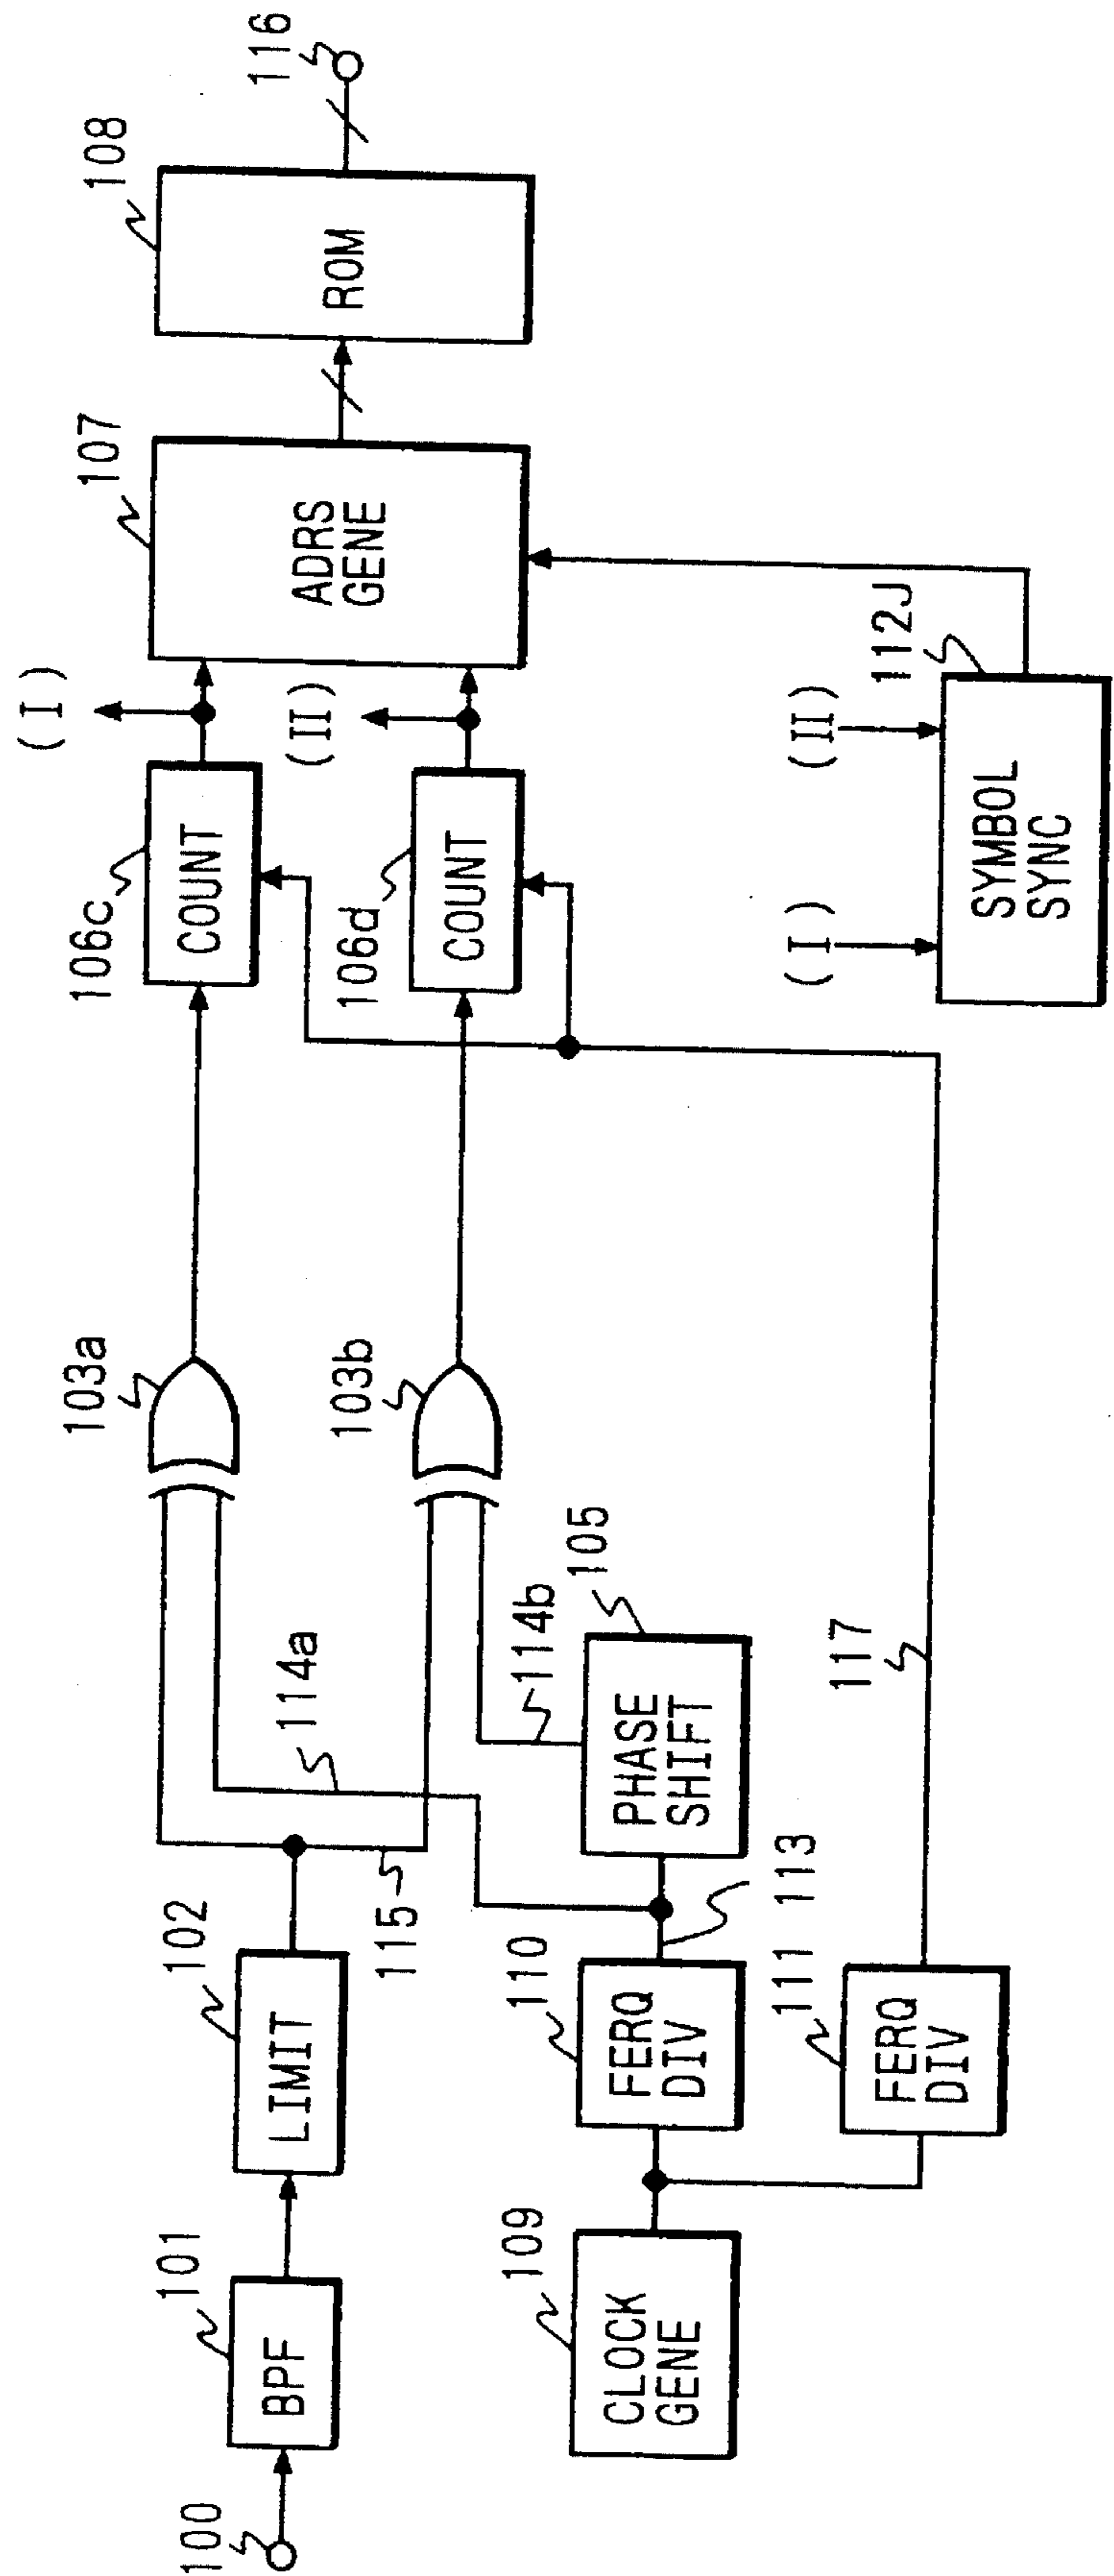 100
101
BPF
102
LIMIT
115
114a
103a
103b
114b
105
PHASE
SHIFT
109
CLOCK
GENE
110
FERQ
DIV
113
111
FERQ
DIV
117
106c
COUNT
(I)
106d
COUNT
(II)
107
ADRS
GENE
108
ROM
116
(I)
(II)
112J
SYMBOL
SYNC